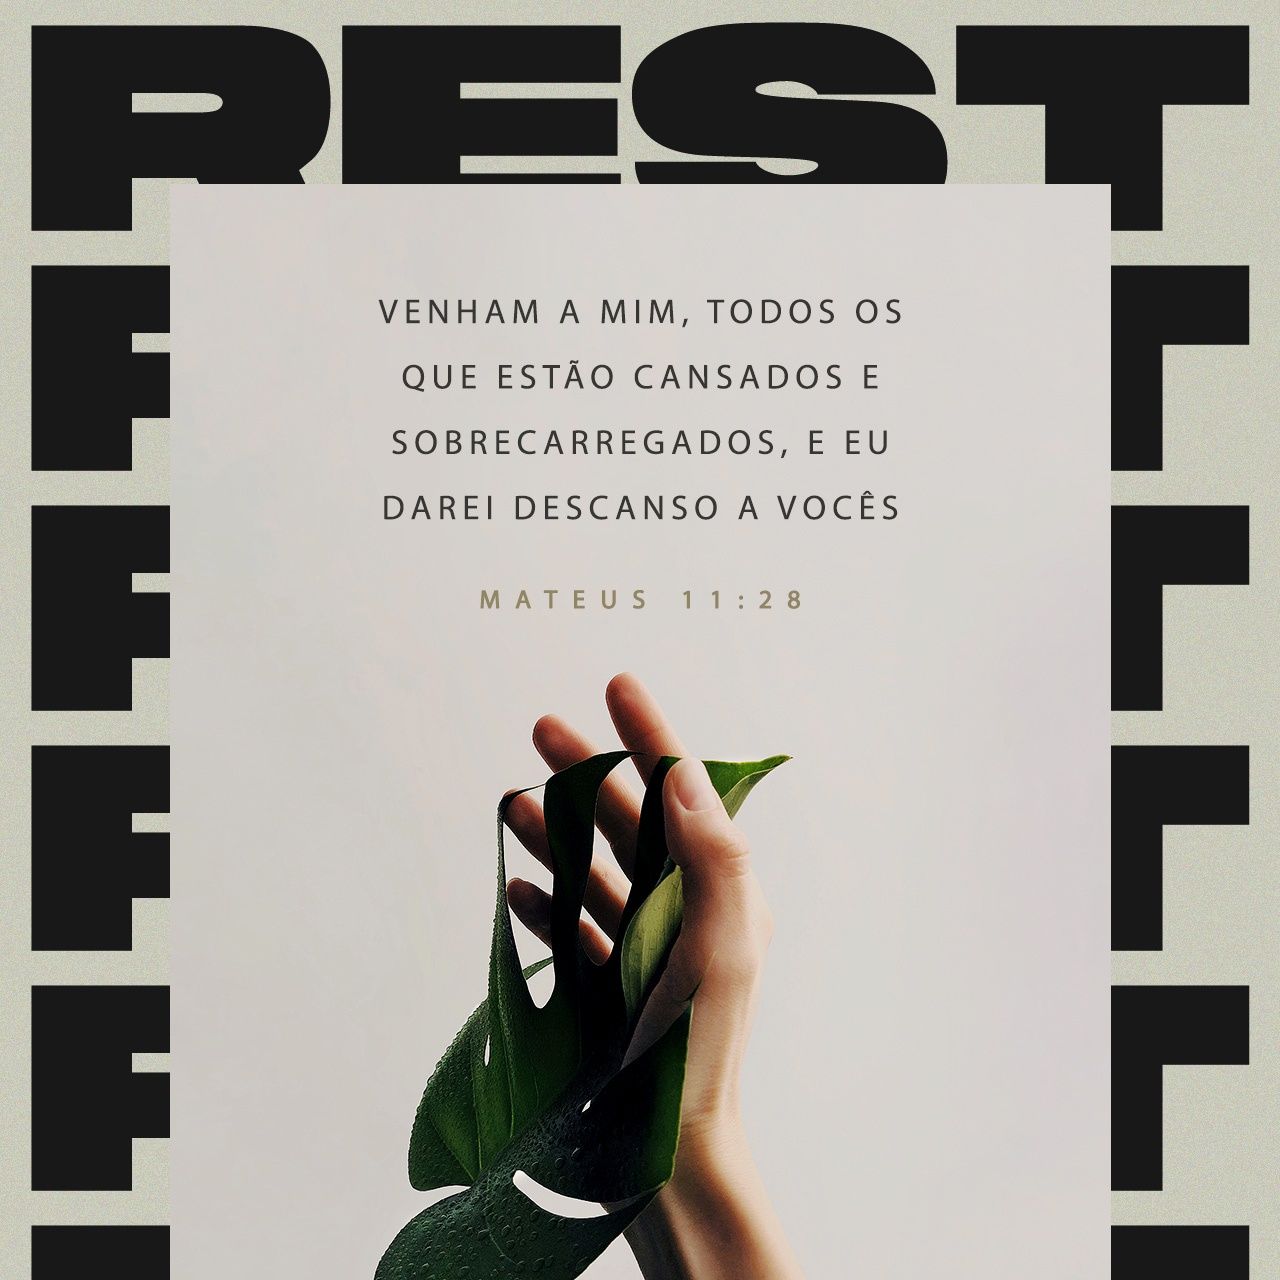 REST
VENHAM A MIM, TODOS OS
QUE ESTÃO CANSADOS E
SOBRECARREGADOS, E EU
DAREI DESCANSO A VOCÊS
MATEUS 11:28